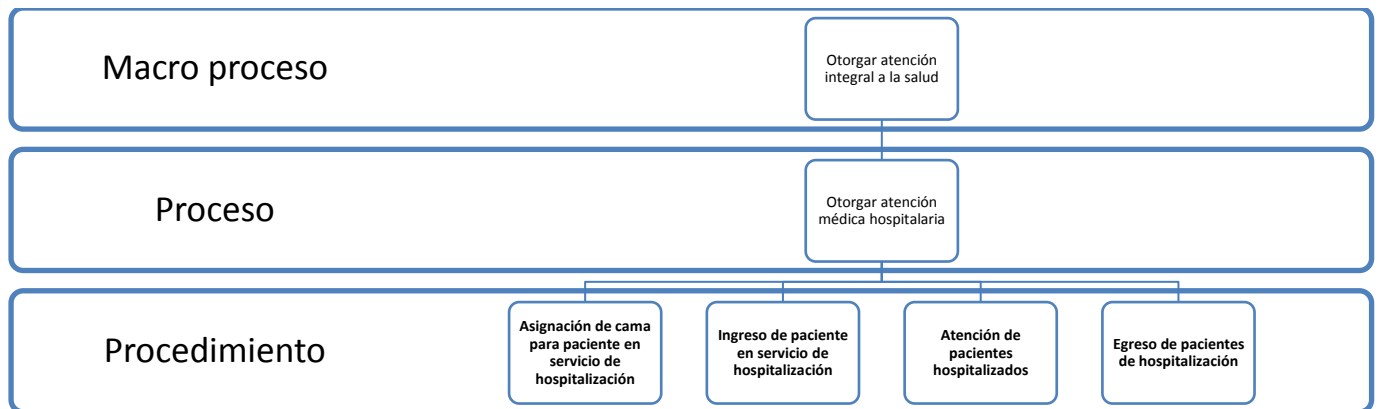 Macro proceso
Otorgar atención
integral a la salud
Proceso
Otorgar atención
médica hospitalaria
Procedimiento
Asignación de cama
para paciente en
servicio de
hospitalización
Ingreso de paciente
en servicio de
hospitalización
Atención de
pacientes
hospitalizados
Egreso de pacientes
de hospitalización